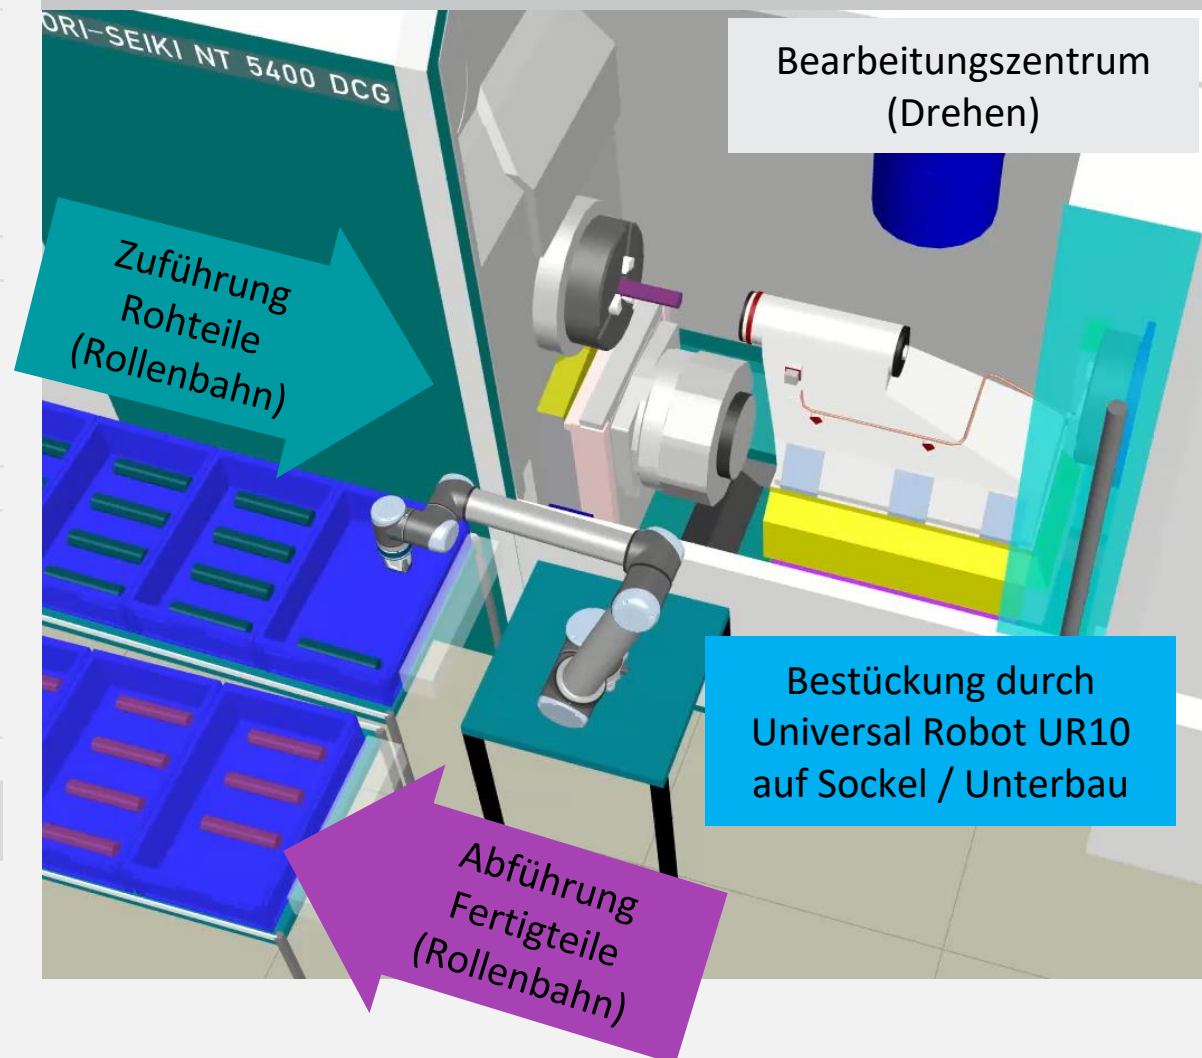 ORI-SEIKI NT 5400 DCG
Bearbeitungszentrum
(Drehen)
Zuführung
Rohteile
(Rollenbahn)
Bestückung durch
Universal Robot UR10
auf Sockel / Unterbau
Abführung
Fertigteile
(Rollenbahn)